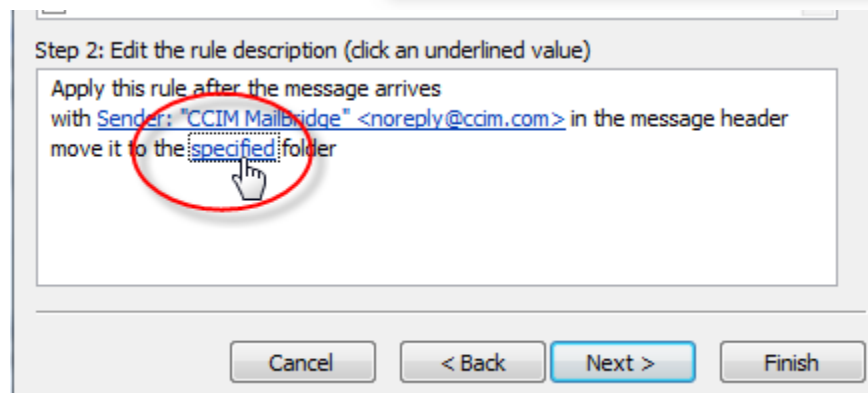 Step 2: Edit the rule description (click an underlined value)
Apply this rule after the message arrives
with Sender: "CCIM MailBridge" <noreply@ccim.com> in the message header
move it to the specified folder
Cancel
< Back
Next >
Finish